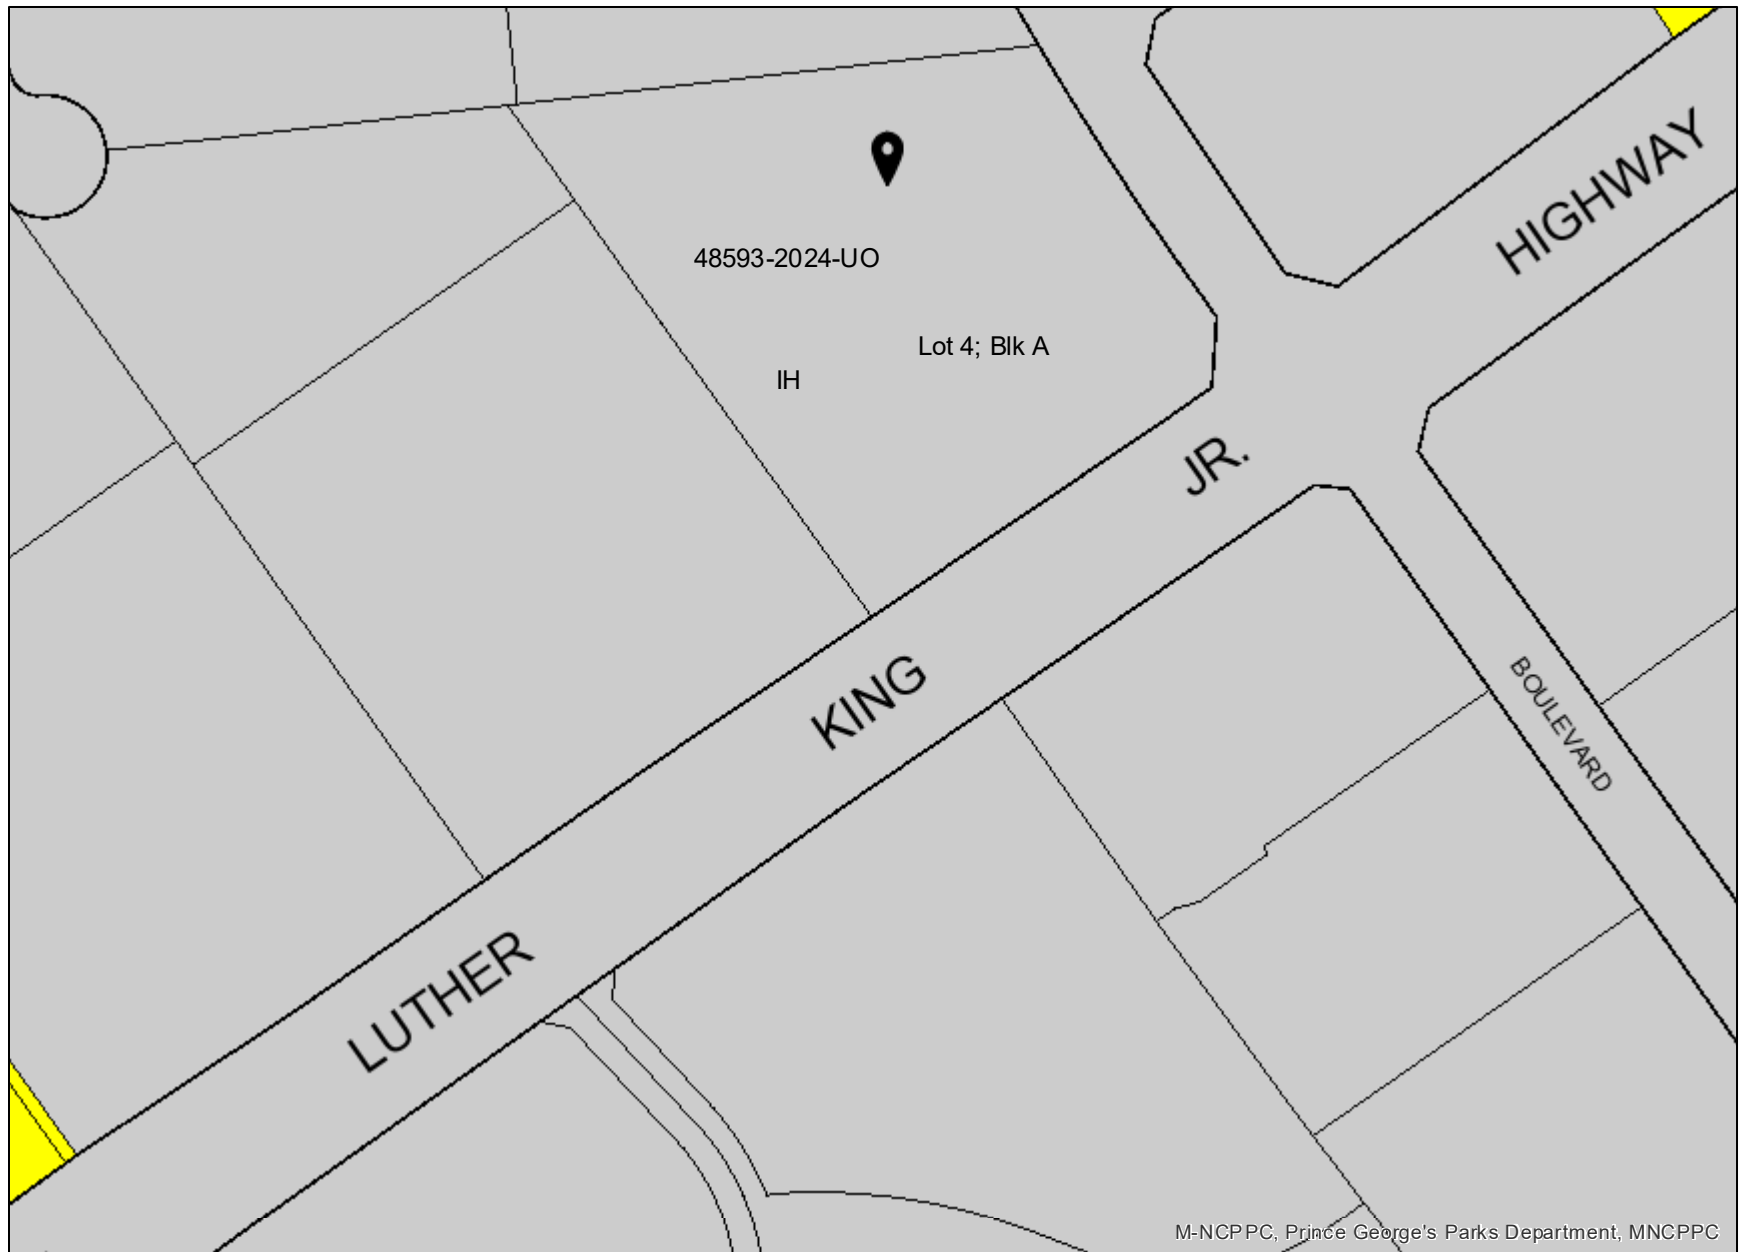 HIGHWAY
48593-2024-UO
Lot 4; Blk A
IH
JR.
KING
BOULEVARD
LUTHER
M-NCPPC, Prince George's Parks Department, MNCPPC